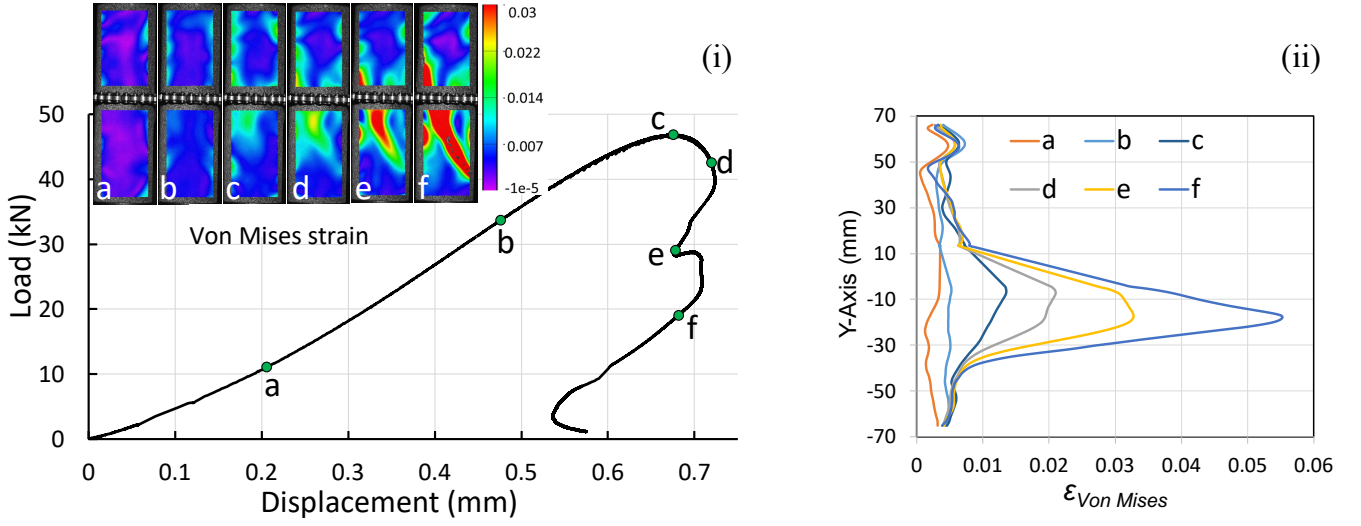 (i)
0.03
0.022
0.014
0.007
-1e-5
a b c d e f
Von Mises strain
50
40
30
20
10
0
Load (kN)
a
b
c
d
e
f
0 0.1 0.2 0.3 0.4 0.5 0.6 0.7
Displacement (mm)
(ii)
70
50
30
10
-10
-30
-50
-70
Y-Axis (mm)
a b c
d e f
0 0.01 0.02 0.03 0.04 0.05 0.06
ε Von Mises